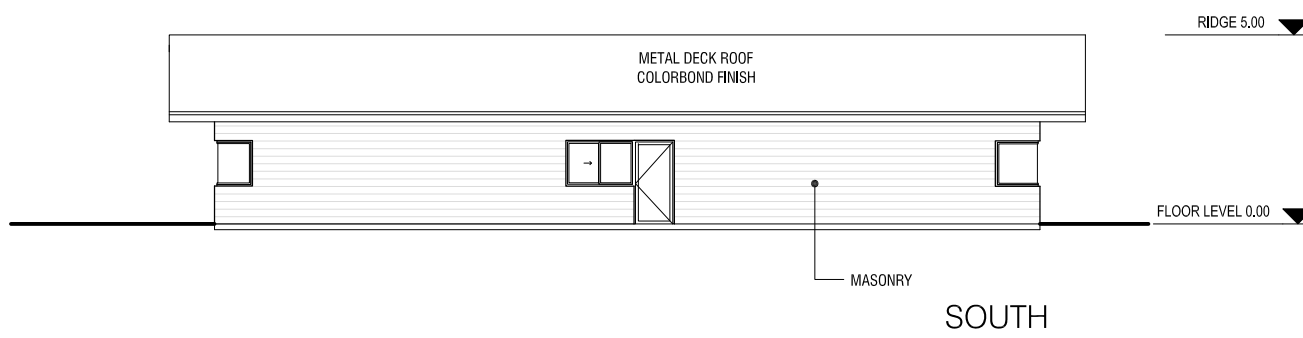 RIDGE 5.00
METAL DECK ROOF
COLORBOND FINISH
FLOOR LEVEL 0.00
MASONRY
SOUTH